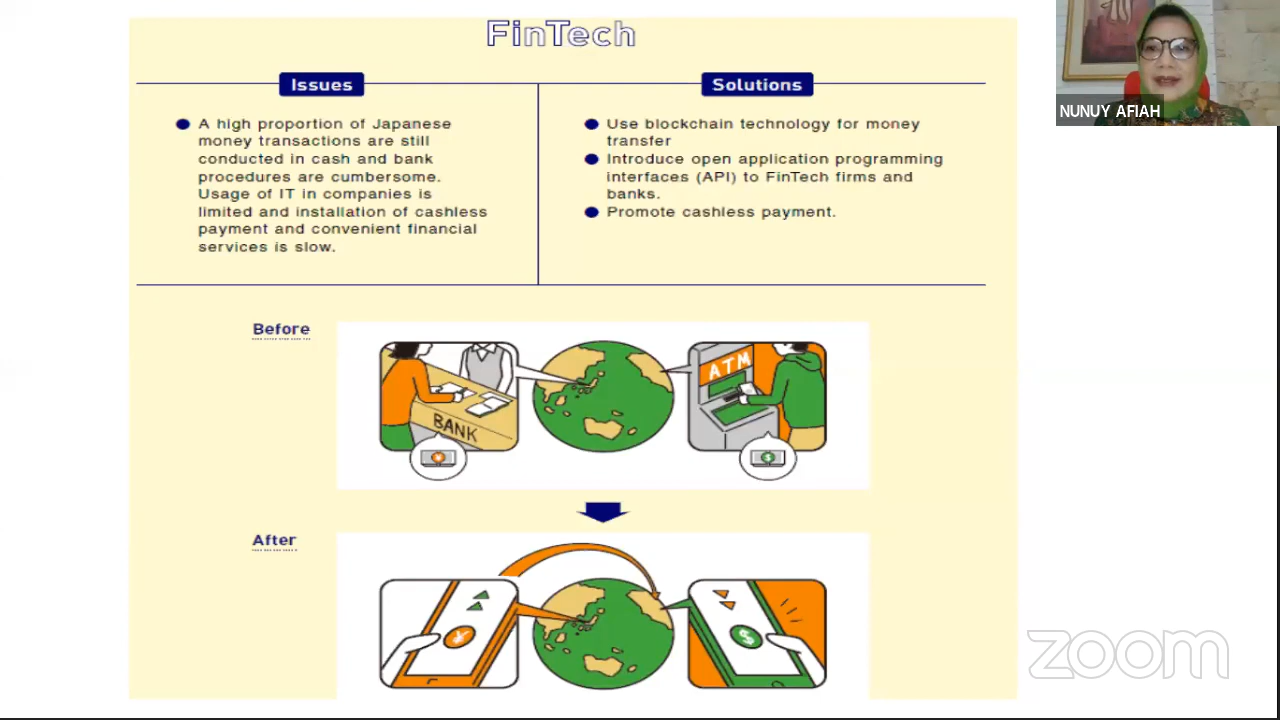 FinTech
Issues
A high proportion of Japanese
money transactions are still
conducted in cash and bank
procedures are cumbersome.
Usage of IT in companies is
limited and installation of cashless
payment and convenient financial
services is slow.
Solutions
Use blockchain technology for money
transfer
Introduce open application programming
interfaces (API) to FinTech firms and
banks.
Promote cashless payment.
Before
BANK
¥
ATM
$
After
¥
$
NUNUY AFIAH
zoom